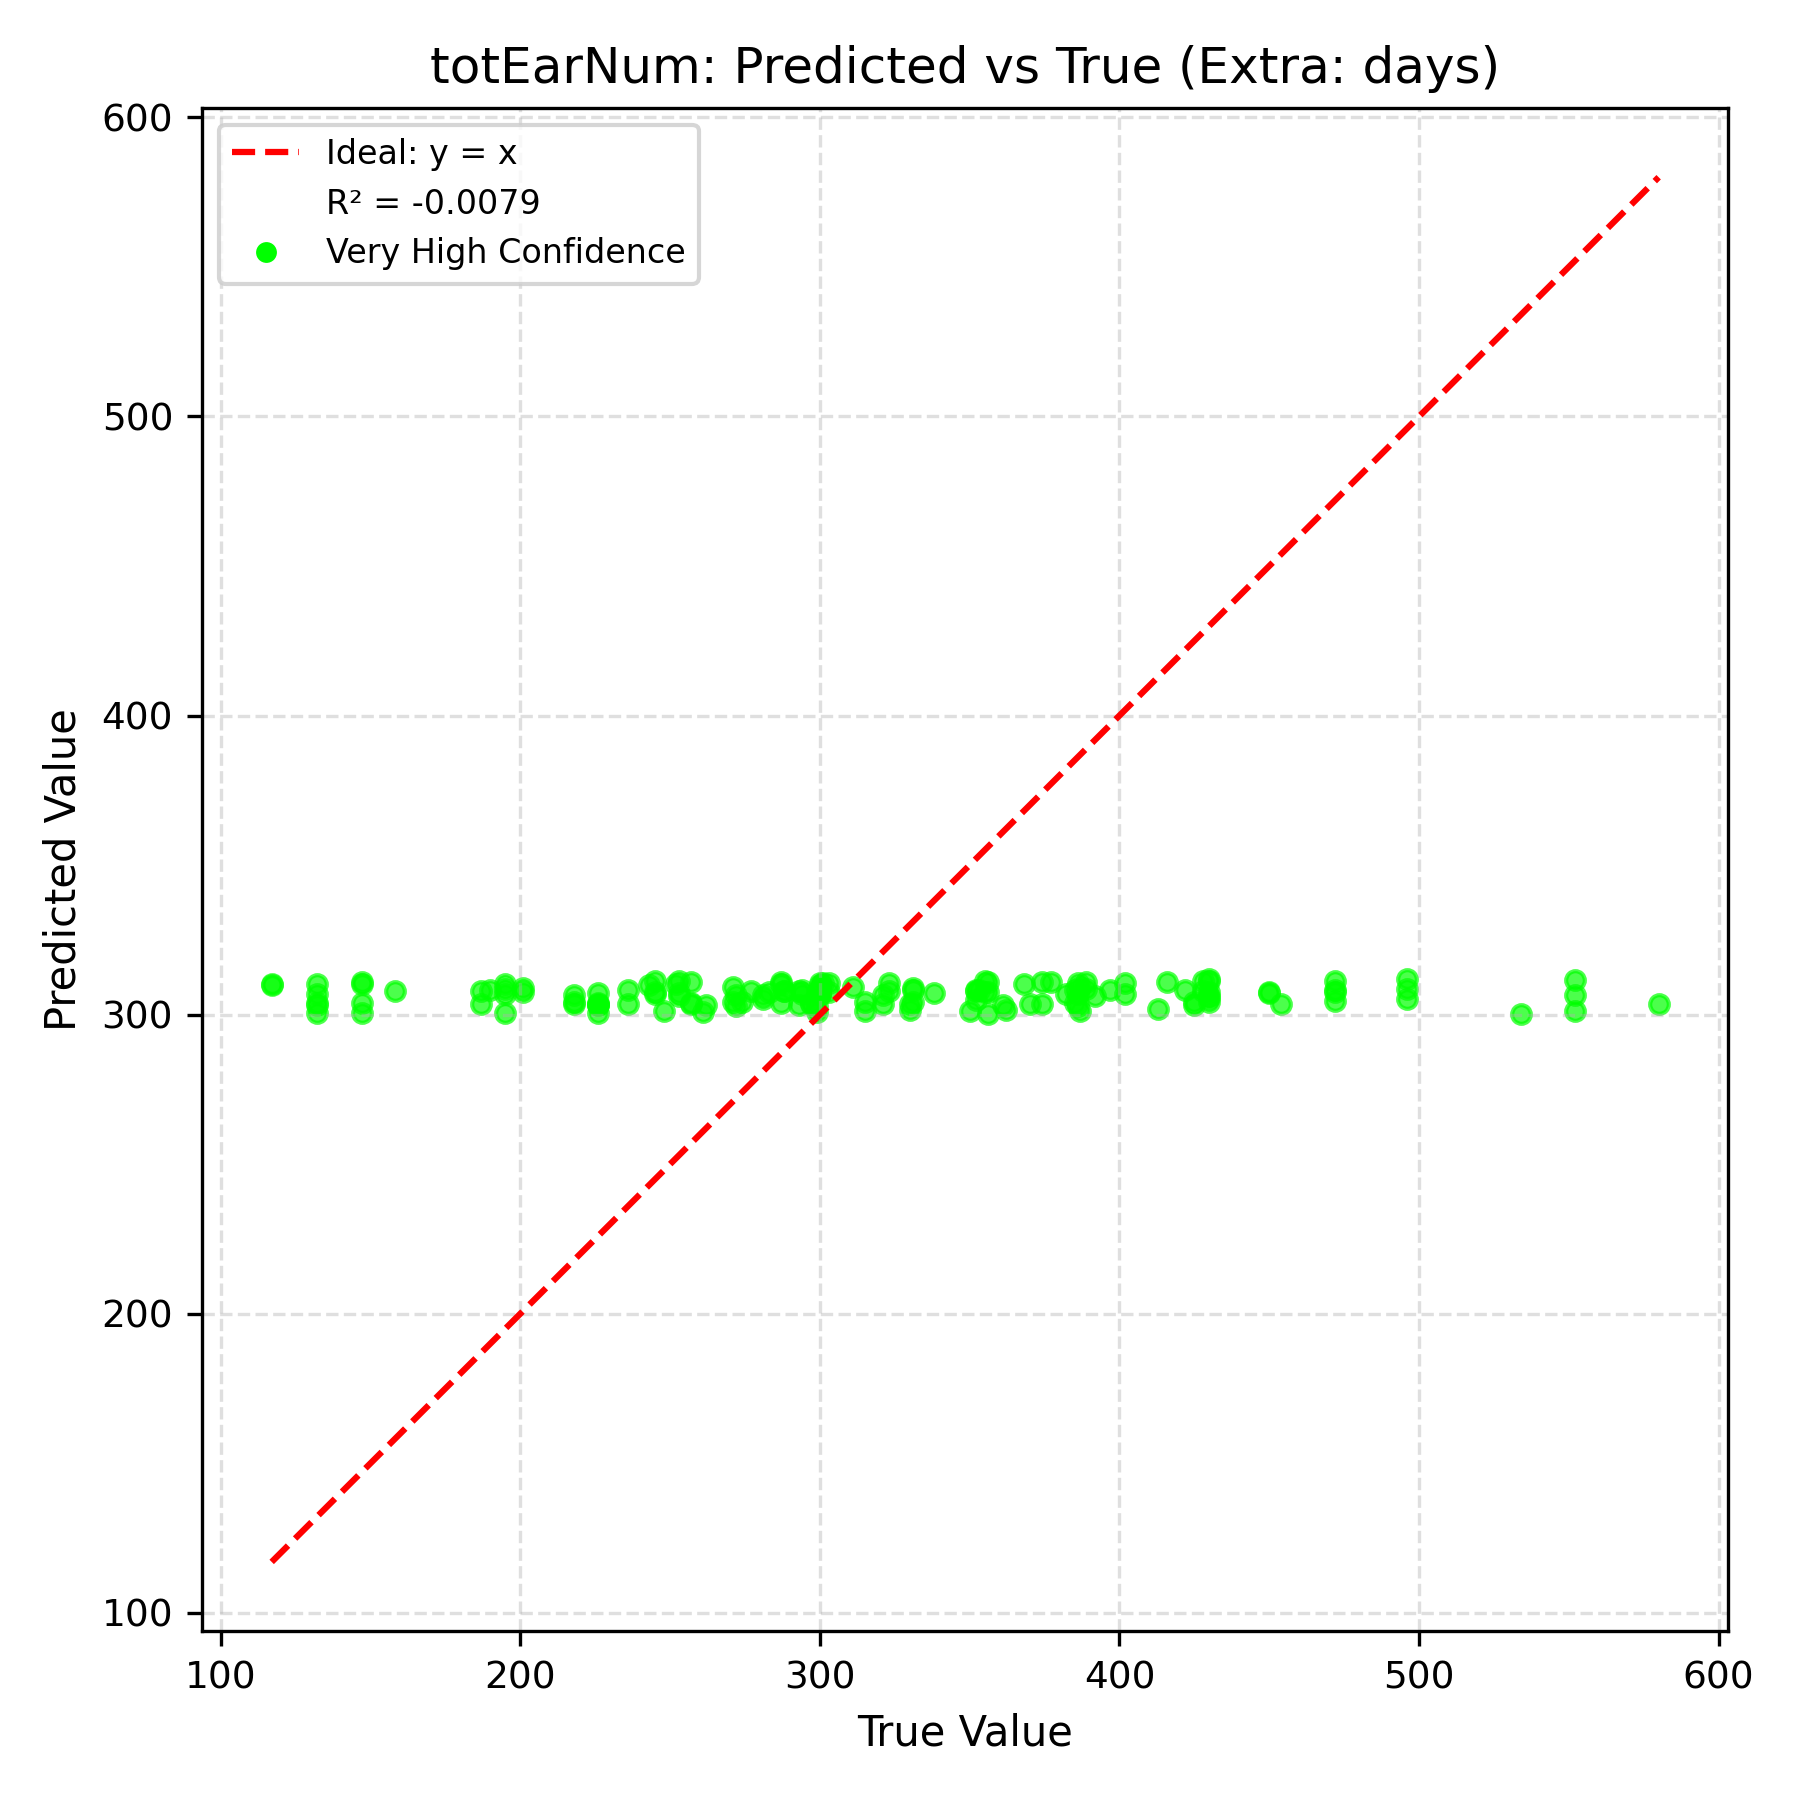 totEarNum: Predicted vs True (Extra: days)
600
500
400
300
200
100
Predicted Value
Ideal: y = x
R² = -0.0079
Very High Confidence
100
200
300
400
500
600
True Value